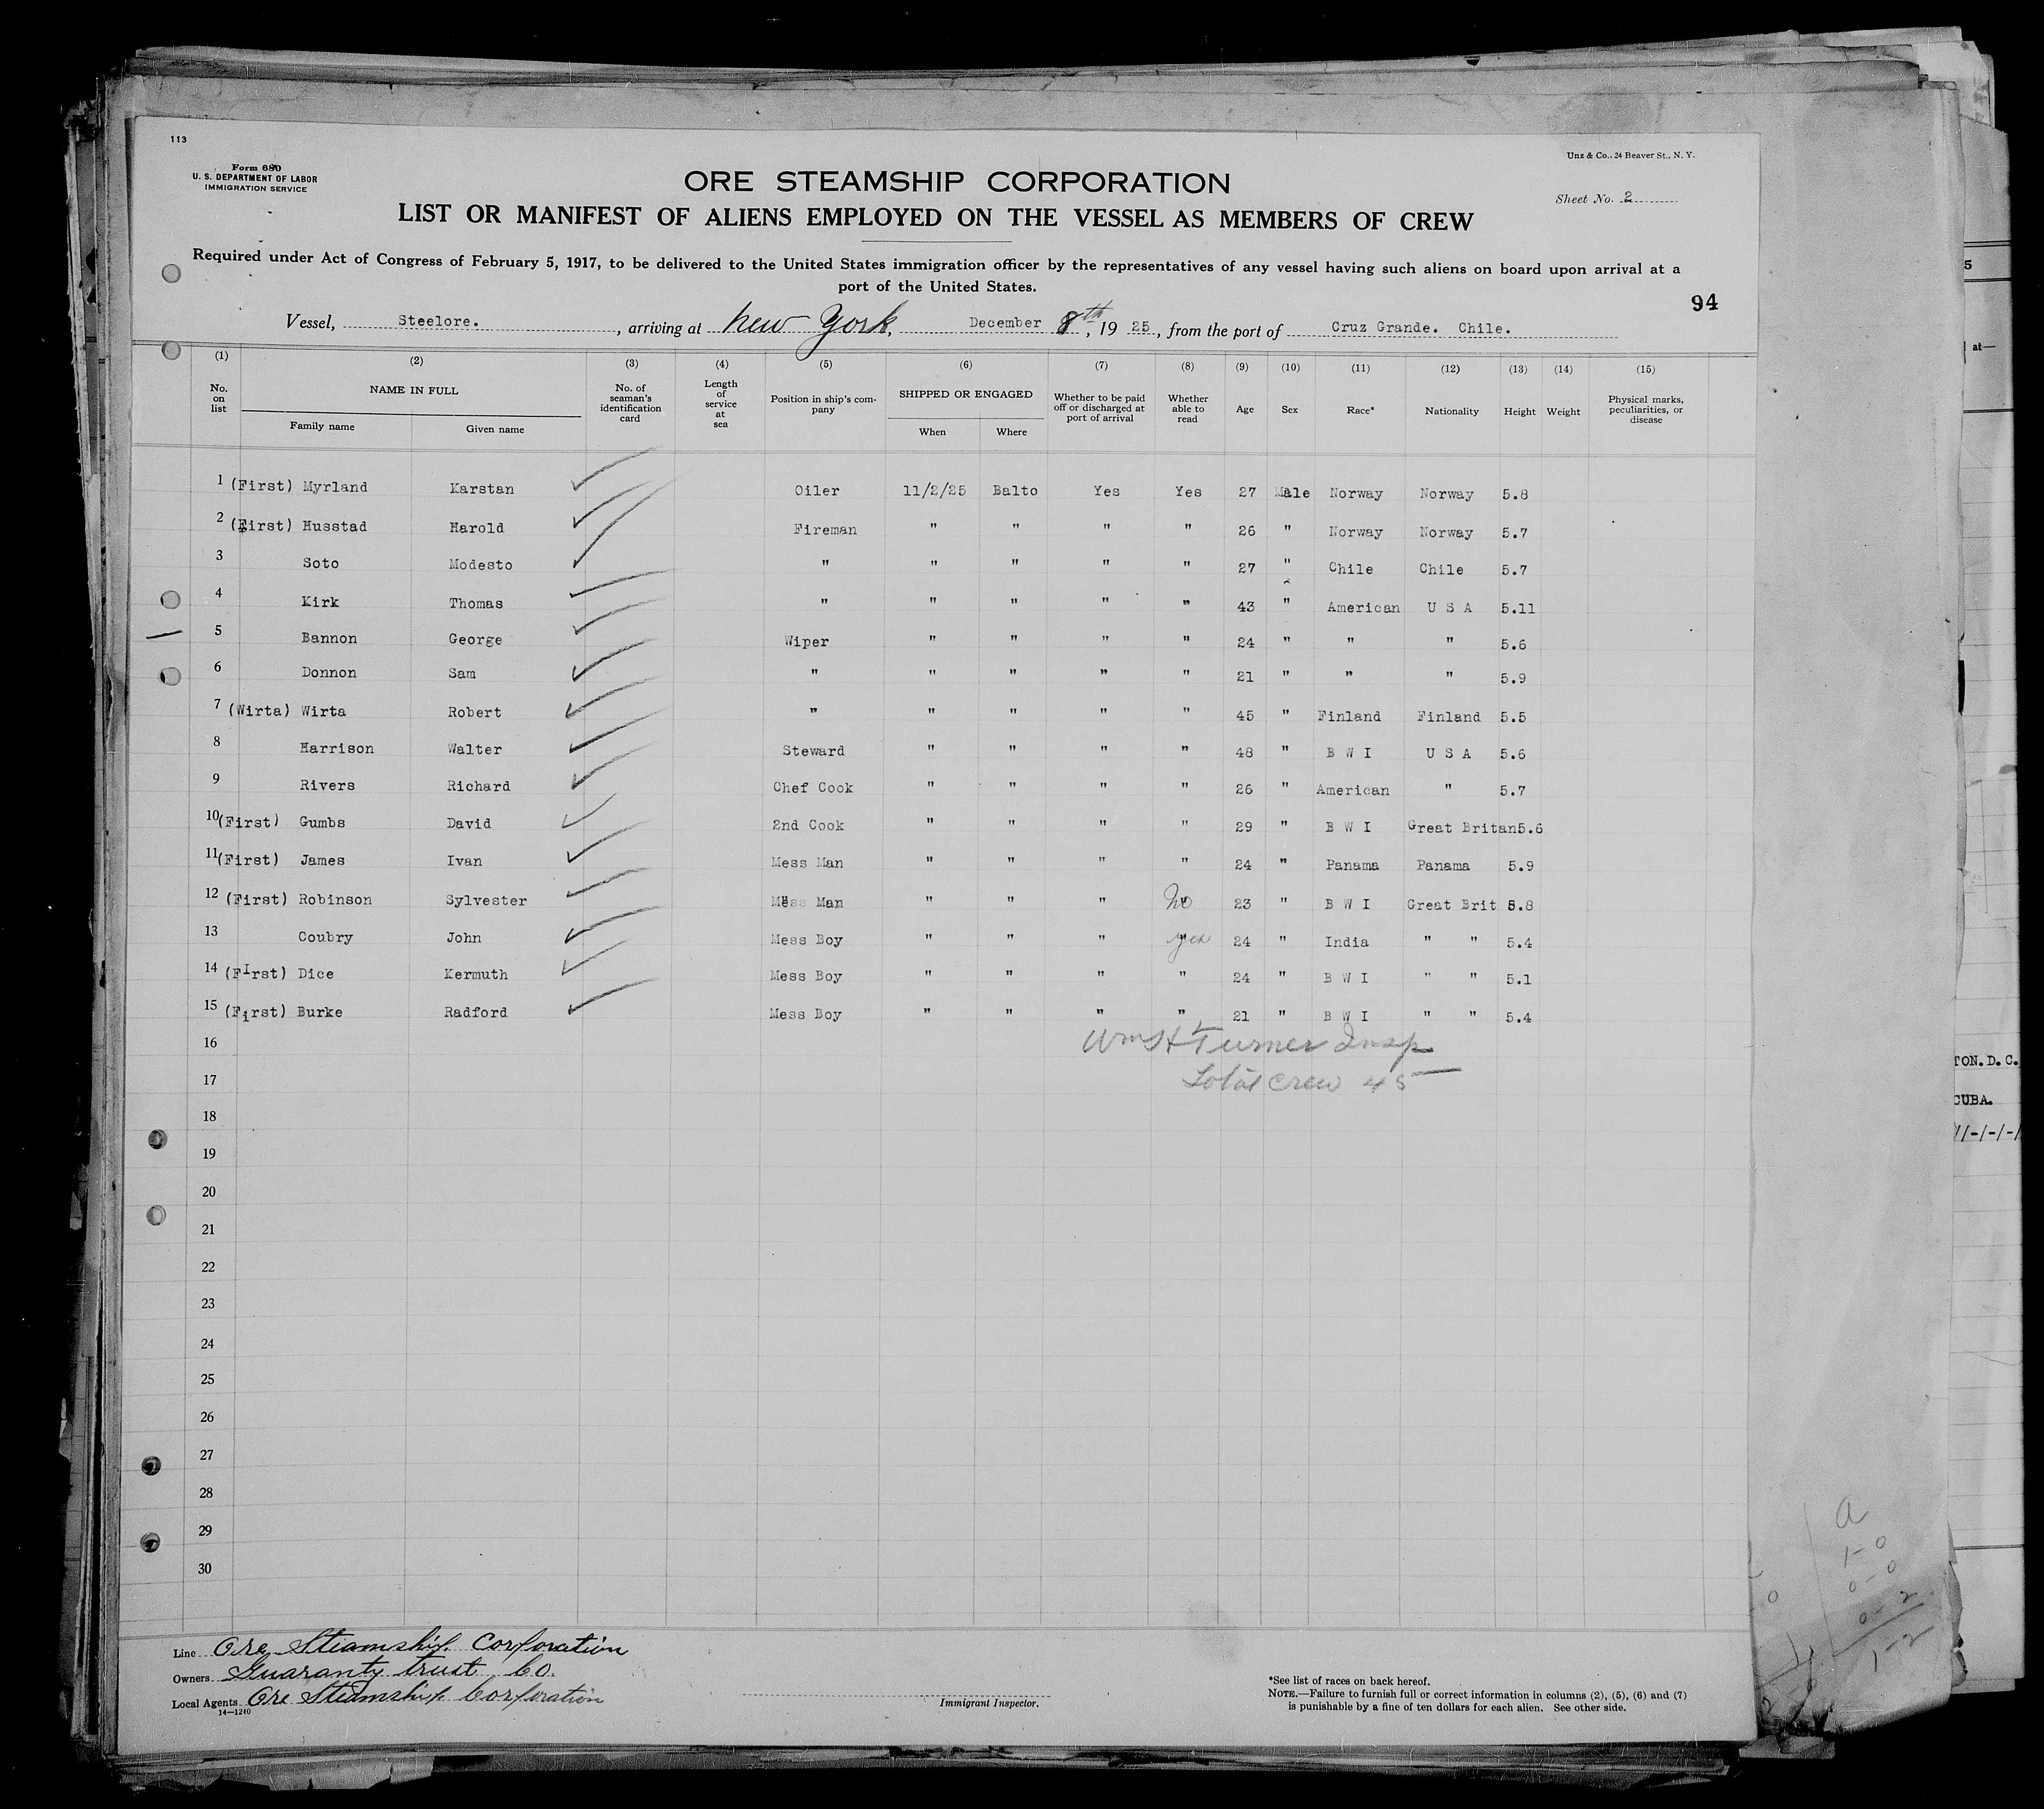 113
Form 680
U. S. DEPARTMENT OF LABOR
IMMIGRATION SERVICE
Unz & Co., 24 Beaver St., N. Y.
ORE STEAMSHIP CORPORATION
Sheet No. 2
LIST OR MANIFEST OF ALIENS EMPLOYED ON THE VESSEL AS MEMBERS OF CREW
Required under Act of Congress of February 5, 1917, to be delivered to the United States immigration officer by the representatives of any vessel having such aliens on board upon arrival at a
port of the United States.
94
Vessel, Steelore. , arriving at New York, December 8th, 19 25, from the port of Cruz Grande. Chile.
(1) (2) (3) (4) (5) (6) (7) (8) (9) (10) (11) (12) (13) (14) (15)
No. on list NAME IN FULL Family name Given name No. of seaman's identification card Length of service at sea Position in ship's company SHIPPED OR ENGAGED When Where Whether to be paid off or discharged at port of arrival Whether able to read Age Sex Race* Nationality Height Weight Physical marks, peculiarities, or disease
1 (First) Myrland Karstan Oiler 11/2/25 Balto Yes Yes 27 Male Norway Norway 5.8
2 (First) Husstad Harold Fireman " " " " 26 " Norway Norway 5.7
3 Soto Modesto " " " " " 27 " Chile Chile 5.7
4 Kirk Thomas " " " " " 43 " American U S A 5.11
5 Bannon George Wiper " " " " 24 " " " 5.6
6 Donnon Sam " " " " " 21 " " " 5.9
7 (Wirta) Wirta Robert " " " " " 45 " Finland Finland 5.5
8 Harrison Walter Steward " " " " 48 " B W I U S A 5.6
9 Rivers Richard Chef Cook " " " " 26 " American " 5.7
10 (First) Gumbs David 2nd Cook " " " " 29 " B W I Great Britan 5.6
11 (First) James Ivan Mess Man " " " " 24 " Panama Panama 5.9
12 (First) Robinson Sylvester Mess Man " " " No 23 " B W I Great Brit 5.8
13 Coubry John Mess Boy " " " yes 24 " India " " 5.4
14 (First) Dice Kermuth Mess Boy " " " " 24 " B W I " " 5.1
15 (First) Burke Radford Mess Boy " " " " 21 " B W I " " 5.4
16 Wm H Turner Insp
17 Total Crew 45
18
19
20
21
22
23
24
25
26
27
28
29
30
Line Ore Steamship Corporation
Owners Guaranty trust Co.
Local Agents Ore Steamship Corporation
14—1240
Immigrant Inspector.
*See list of races on back hereof.
NOTE.—Failure to furnish full or correct information in columns (2), (5), (6) and (7)
is punishable by a fine of ten dollars for each alien. See other side.
5
at—
TON. D. C.
CUBA.
a
1-0
0-0
0-2
1-2